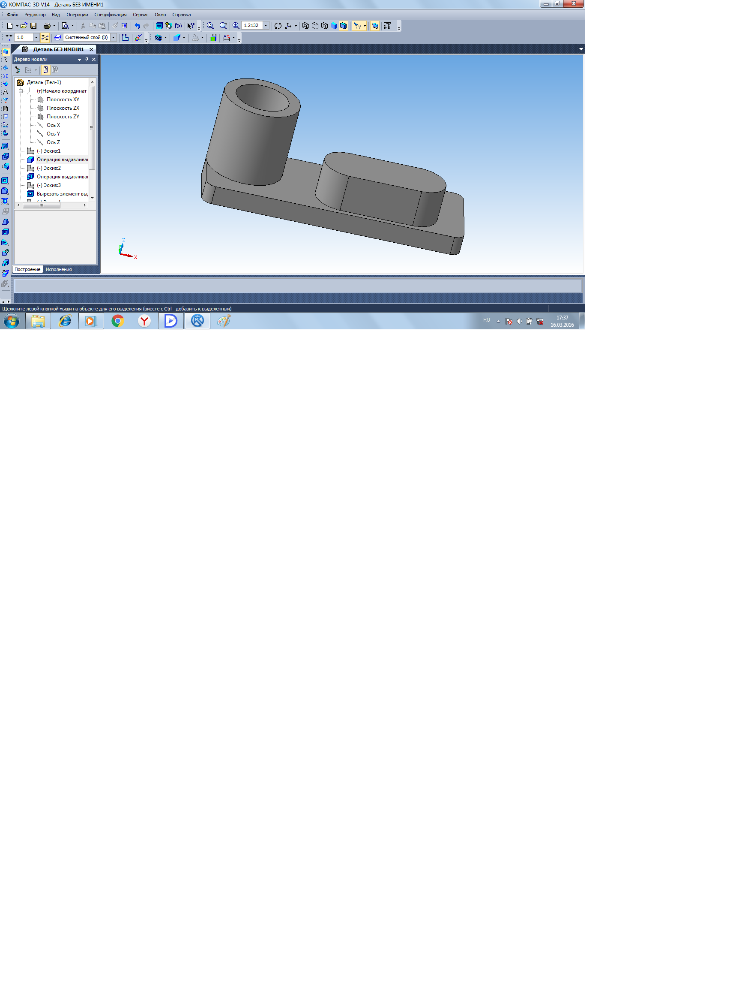 КОМПАС-3D V14 - Деталь БЕЗ ИМЕНИ1
Файл Редактор Вид Операции Спецификация Сервис Окно Справка
f(x) 1.2132
1.0 Системный слой (0)
Деталь БЕЗ ИМЕНИ1
Дерево модели
Деталь (Тел-1)
(т)Начало координат
Плоскость XY
Плоскость ZX
Плоскость ZY
Ось X
Ось Y
Ось Z
(-) Эскиз:1
Операция выдавливан
(-) Эскиз:2
Операция выдавливан
(-) Эскиз:3
Вырезать элемент выд
Z
X
Построение Исполнения
Щелкните левой кнопкой мыши на объекте для его выделения (вместе с Ctrl - добавить к выделенным)
RU
17:37
16.03.2016